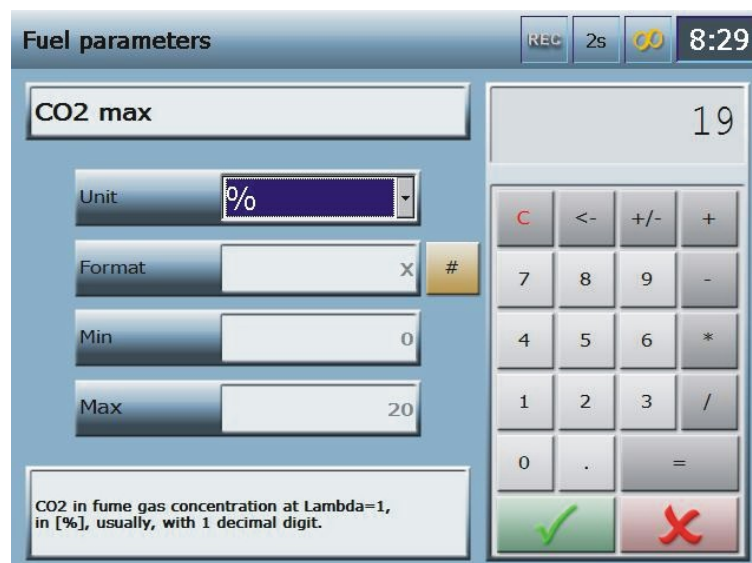 Fuel parameters
REC 2s 8:29
CO2 max
19
Unit % 
Format X #
Min 0
Max 20
CO2 in fume gas concentration at Lambda=1,
in [%], usually, with 1 decimal digit.
C <- +/- +
7 8 9 -
4 5 6 *
1 2 3 /
0 . =